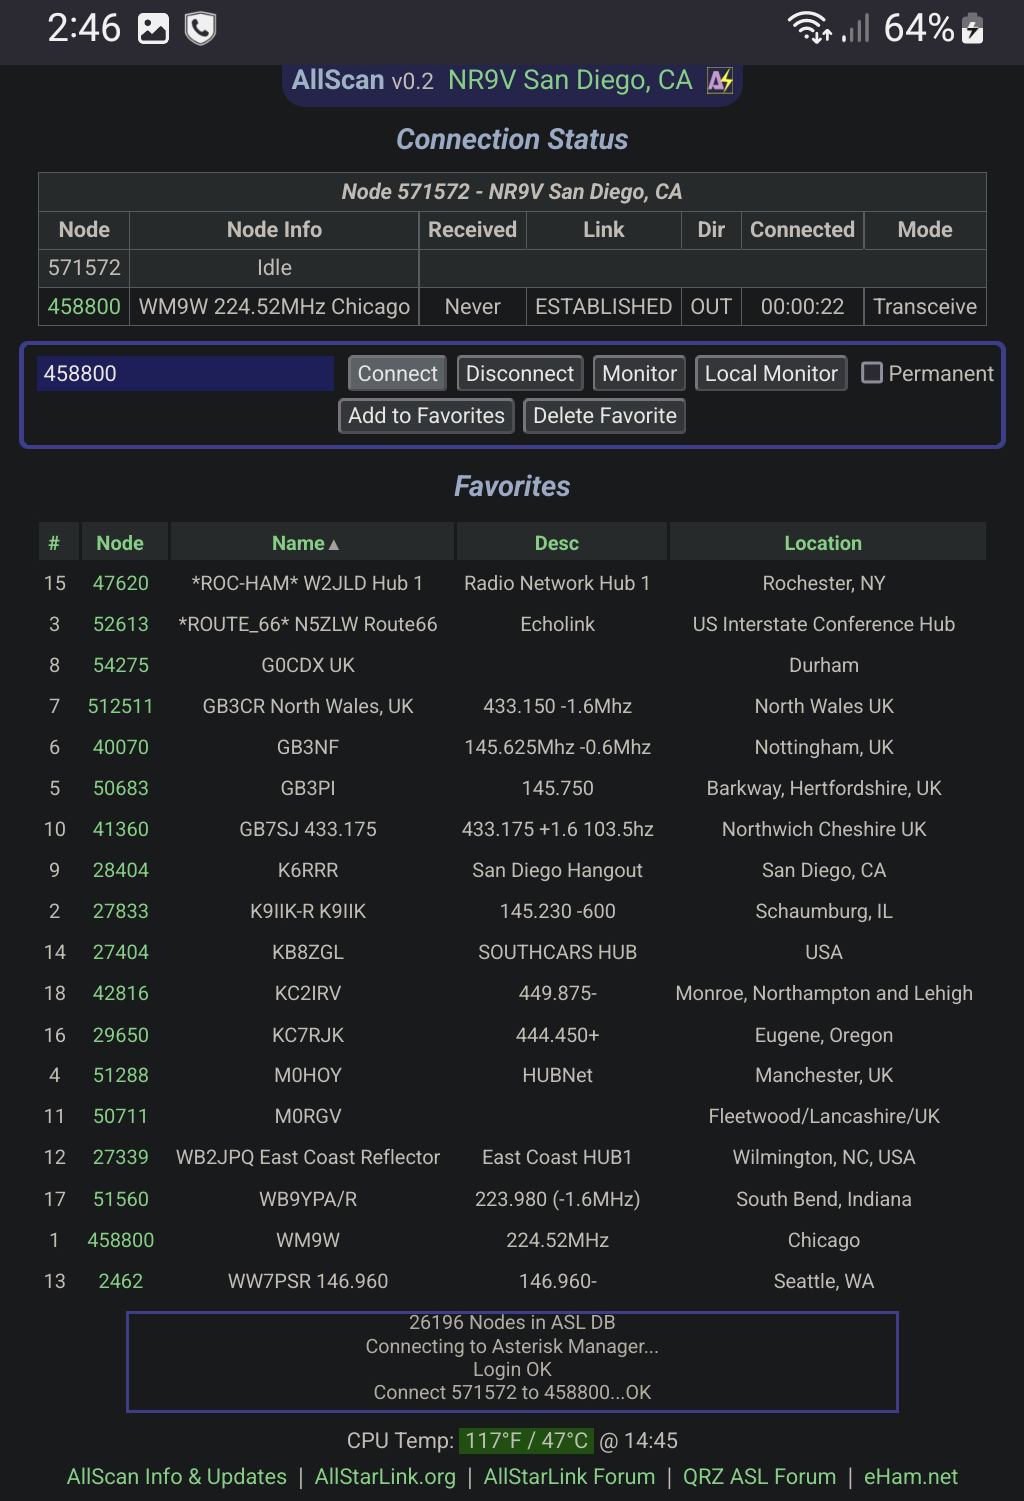 2:46 64%
AllScan v0.2 NR9V San Diego, CA
Connection Status
Node 571572 - NR9V San Diego, CA
Node Node Info Received Link Dir Connected Mode
571572 Idle
458800 WM9W 224.52MHz Chicago Never ESTABLISHED OUT 00:00:22 Transceive
458800 Connect Disconnect Monitor Local Monitor Permanent
Add to Favorites Delete Favorite
Favorites
# Node Name▲ Desc Location
15 47620 *ROC-HAM* W2JLD Hub 1 Radio Network Hub 1 Rochester, NY
3 52613 *ROUTE_66* N5ZLW Route66 Echolink US Interstate Conference Hub
8 54275 G0CDX UK Durham
7 512511 GB3CR North Wales, UK 433.150 -1.6Mhz North Wales UK
6 40070 GB3NF 145.625Mhz -0.6Mhz Nottingham, UK
5 50683 GB3PI 145.750 Barkway, Hertfordshire, UK
10 41360 GB7SJ 433.175 433.175 +1.6 103.5hz Northwich Cheshire UK
9 28404 K6RRR San Diego Hangout San Diego, CA
2 27833 K9IIK-R K9IIK 145.230 -600 Schaumburg, IL
14 27404 KB8ZGL SOUTHCARS HUB USA
18 42816 KC2IRV 449.875- Monroe, Northampton and Lehigh
16 29650 KC7RJK 444.450+ Eugene, Oregon
4 51288 M0HOY HUBNet Manchester, UK
11 50711 M0RGV Fleetwood/Lancashire/UK
12 27339 WB2JPQ East Coast Reflector East Coast HUB1 Wilmington, NC, USA
17 51560 WB9YPA/R 223.980 (-1.6MHz) South Bend, Indiana
1 458800 WM9W 224.52MHz Chicago
13 2462 WW7PSR 146.960 146.960- Seattle, WA
26196 Nodes in ASL DB
Connecting to Asterisk Manager...
Login OK
Connect 571572 to 458800...OK
CPU Temp: 117°F / 47°C @ 14:45
AllScan Info & Updates | AllStarLink.org | AllStarLink Forum | QRZ ASL Forum | eHam.net